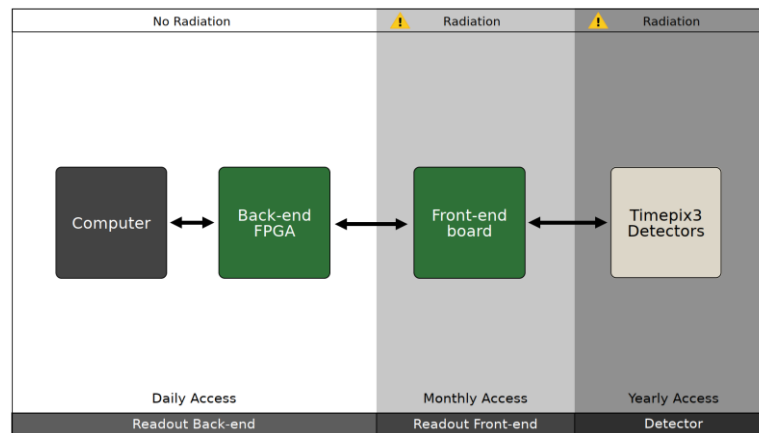 No Radiation
Radiation
Radiation
Computer
Back-end
FPGA
Front-end
board
Timepix3
Detectors
Daily Access
Monthly Access
Yearly Access
Readout Back-end
Readout Front-end
Detector